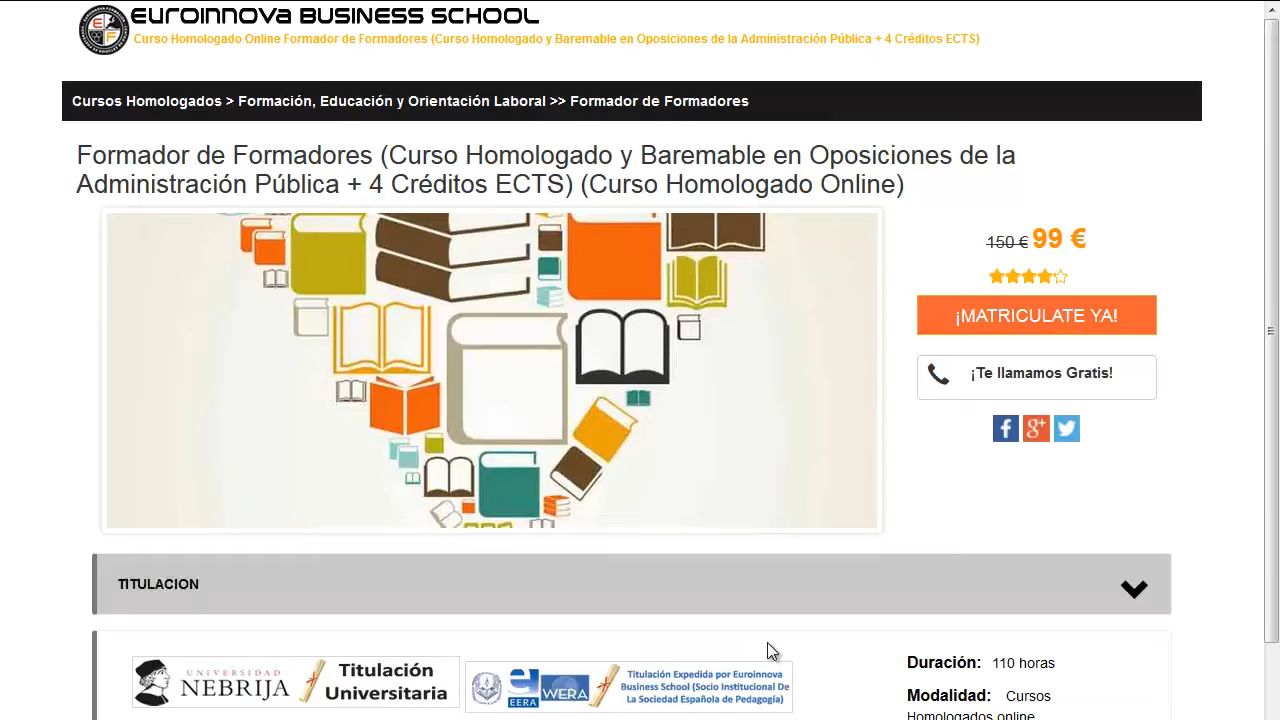 EUROINNOVA BUSINESS SCHOOL
Curso Homologado Online Formador de Formadores (Curso Homologado y Baremable en Oposiciones de la Administración Pública + 4 Créditos ECTS)
Cursos Homologados > Formación, Educación y Orientación Laboral >> Formador de Formadores
Formador de Formadores (Curso Homologado y Baremable en Oposiciones de la
Administración Pública + 4 Créditos ECTS) (Curso Homologado Online)
150 € 99 €
¡MATRICULATE YA!
¡Te llamamos Gratis!
TITULACION
UNIVERSIDAD
NEBRIJA
Titulación
Universitaria
EERA
WERA
Titulación Expedida por Euroinnova
Business School (Socio Institucional De
La Sociedad Española de Pedagogía)
Duración: 110 horas
Modalidad: Cursos
Homologados online